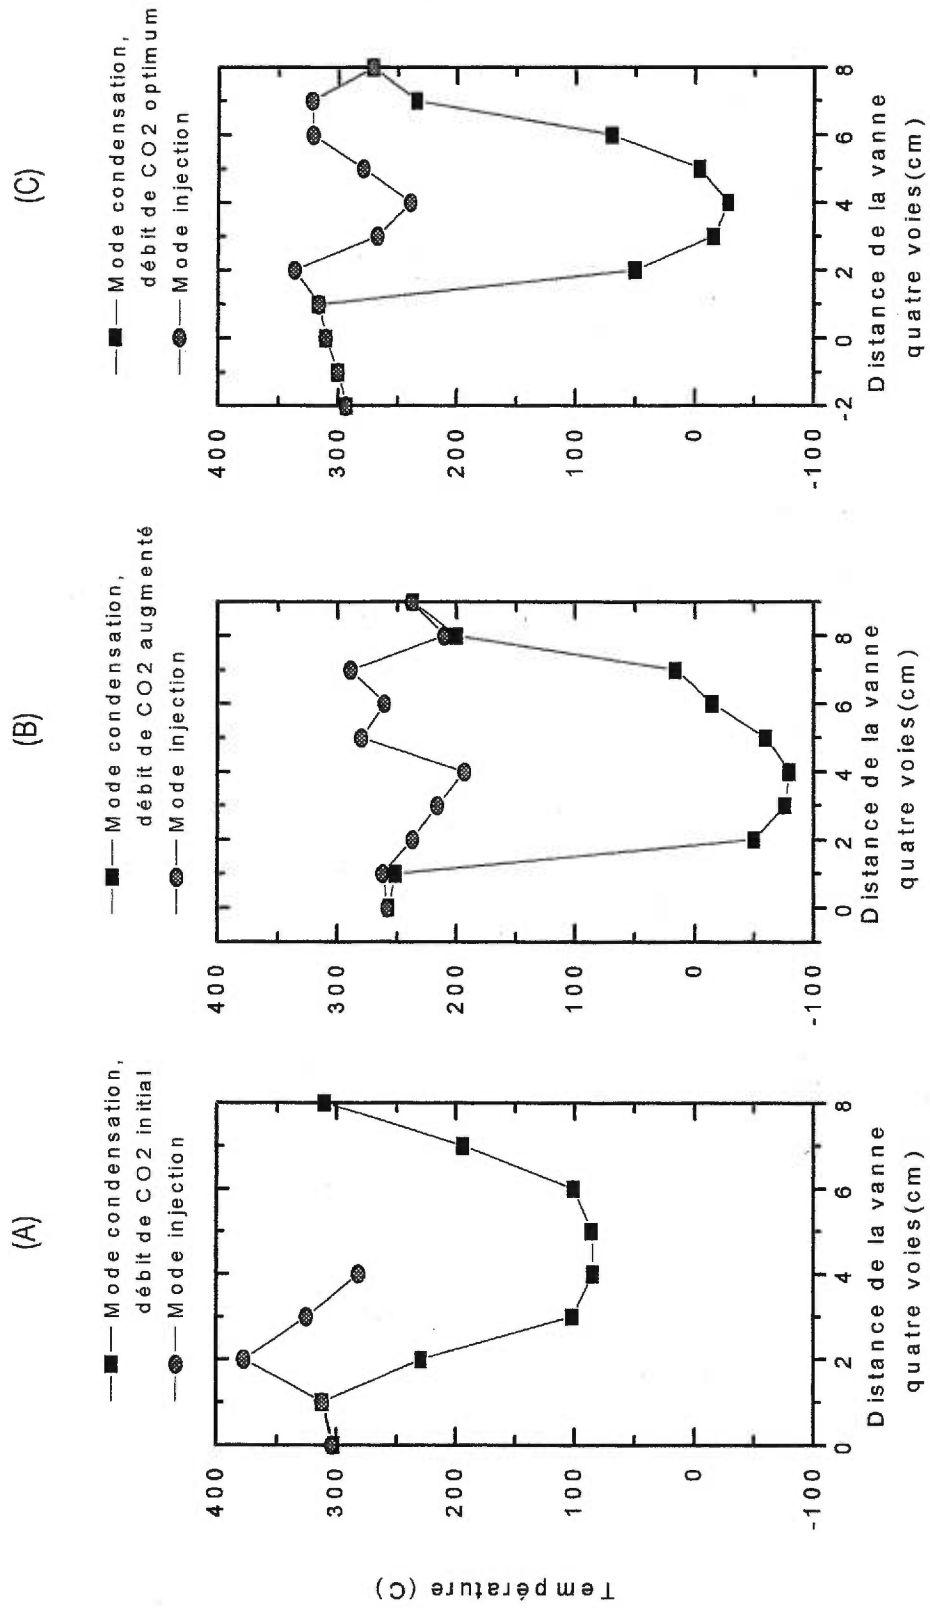 (A)
Mode condensation,
débit de CO2 initial
Mode injection
Température (C)
400
300
200
100
0
-100
0
2
4
6
8
Distance de la vanne
quatre voies(cm)
(B)
Mode condensation,
débit de CO2 augmenté
Mode injection
400
300
200
100
0
-100
0
2
4
6
8
Distance de la vanne
quatre voies(cm)
(C)
Mode condensation,
débit de CO2 optimum
Mode injection
400
300
200
100
0
-100
-2
0
2
4
6
8
Distance de la vanne
quatre voies(cm)